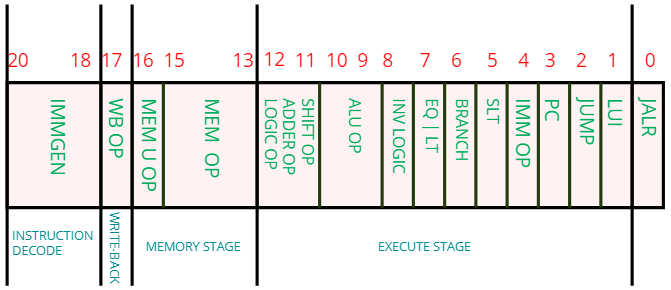 20 18 17 16 15 13 12 11 10 9 8 7 6 5 4 3 2 1 0
IMMGEN
WB OP
MEM U OP
MEM OP
SHIFT OP
ADDER OP
LOGIC OP
ALU OP
INV LOGIC
EQ | LT
BRANCH
SLT
IMM OP
PC
JUMP
LUI
JALR
INSTRUCTION
DECODE
WRITE-BACK
MEMORY STAGE
EXECUTE STAGE